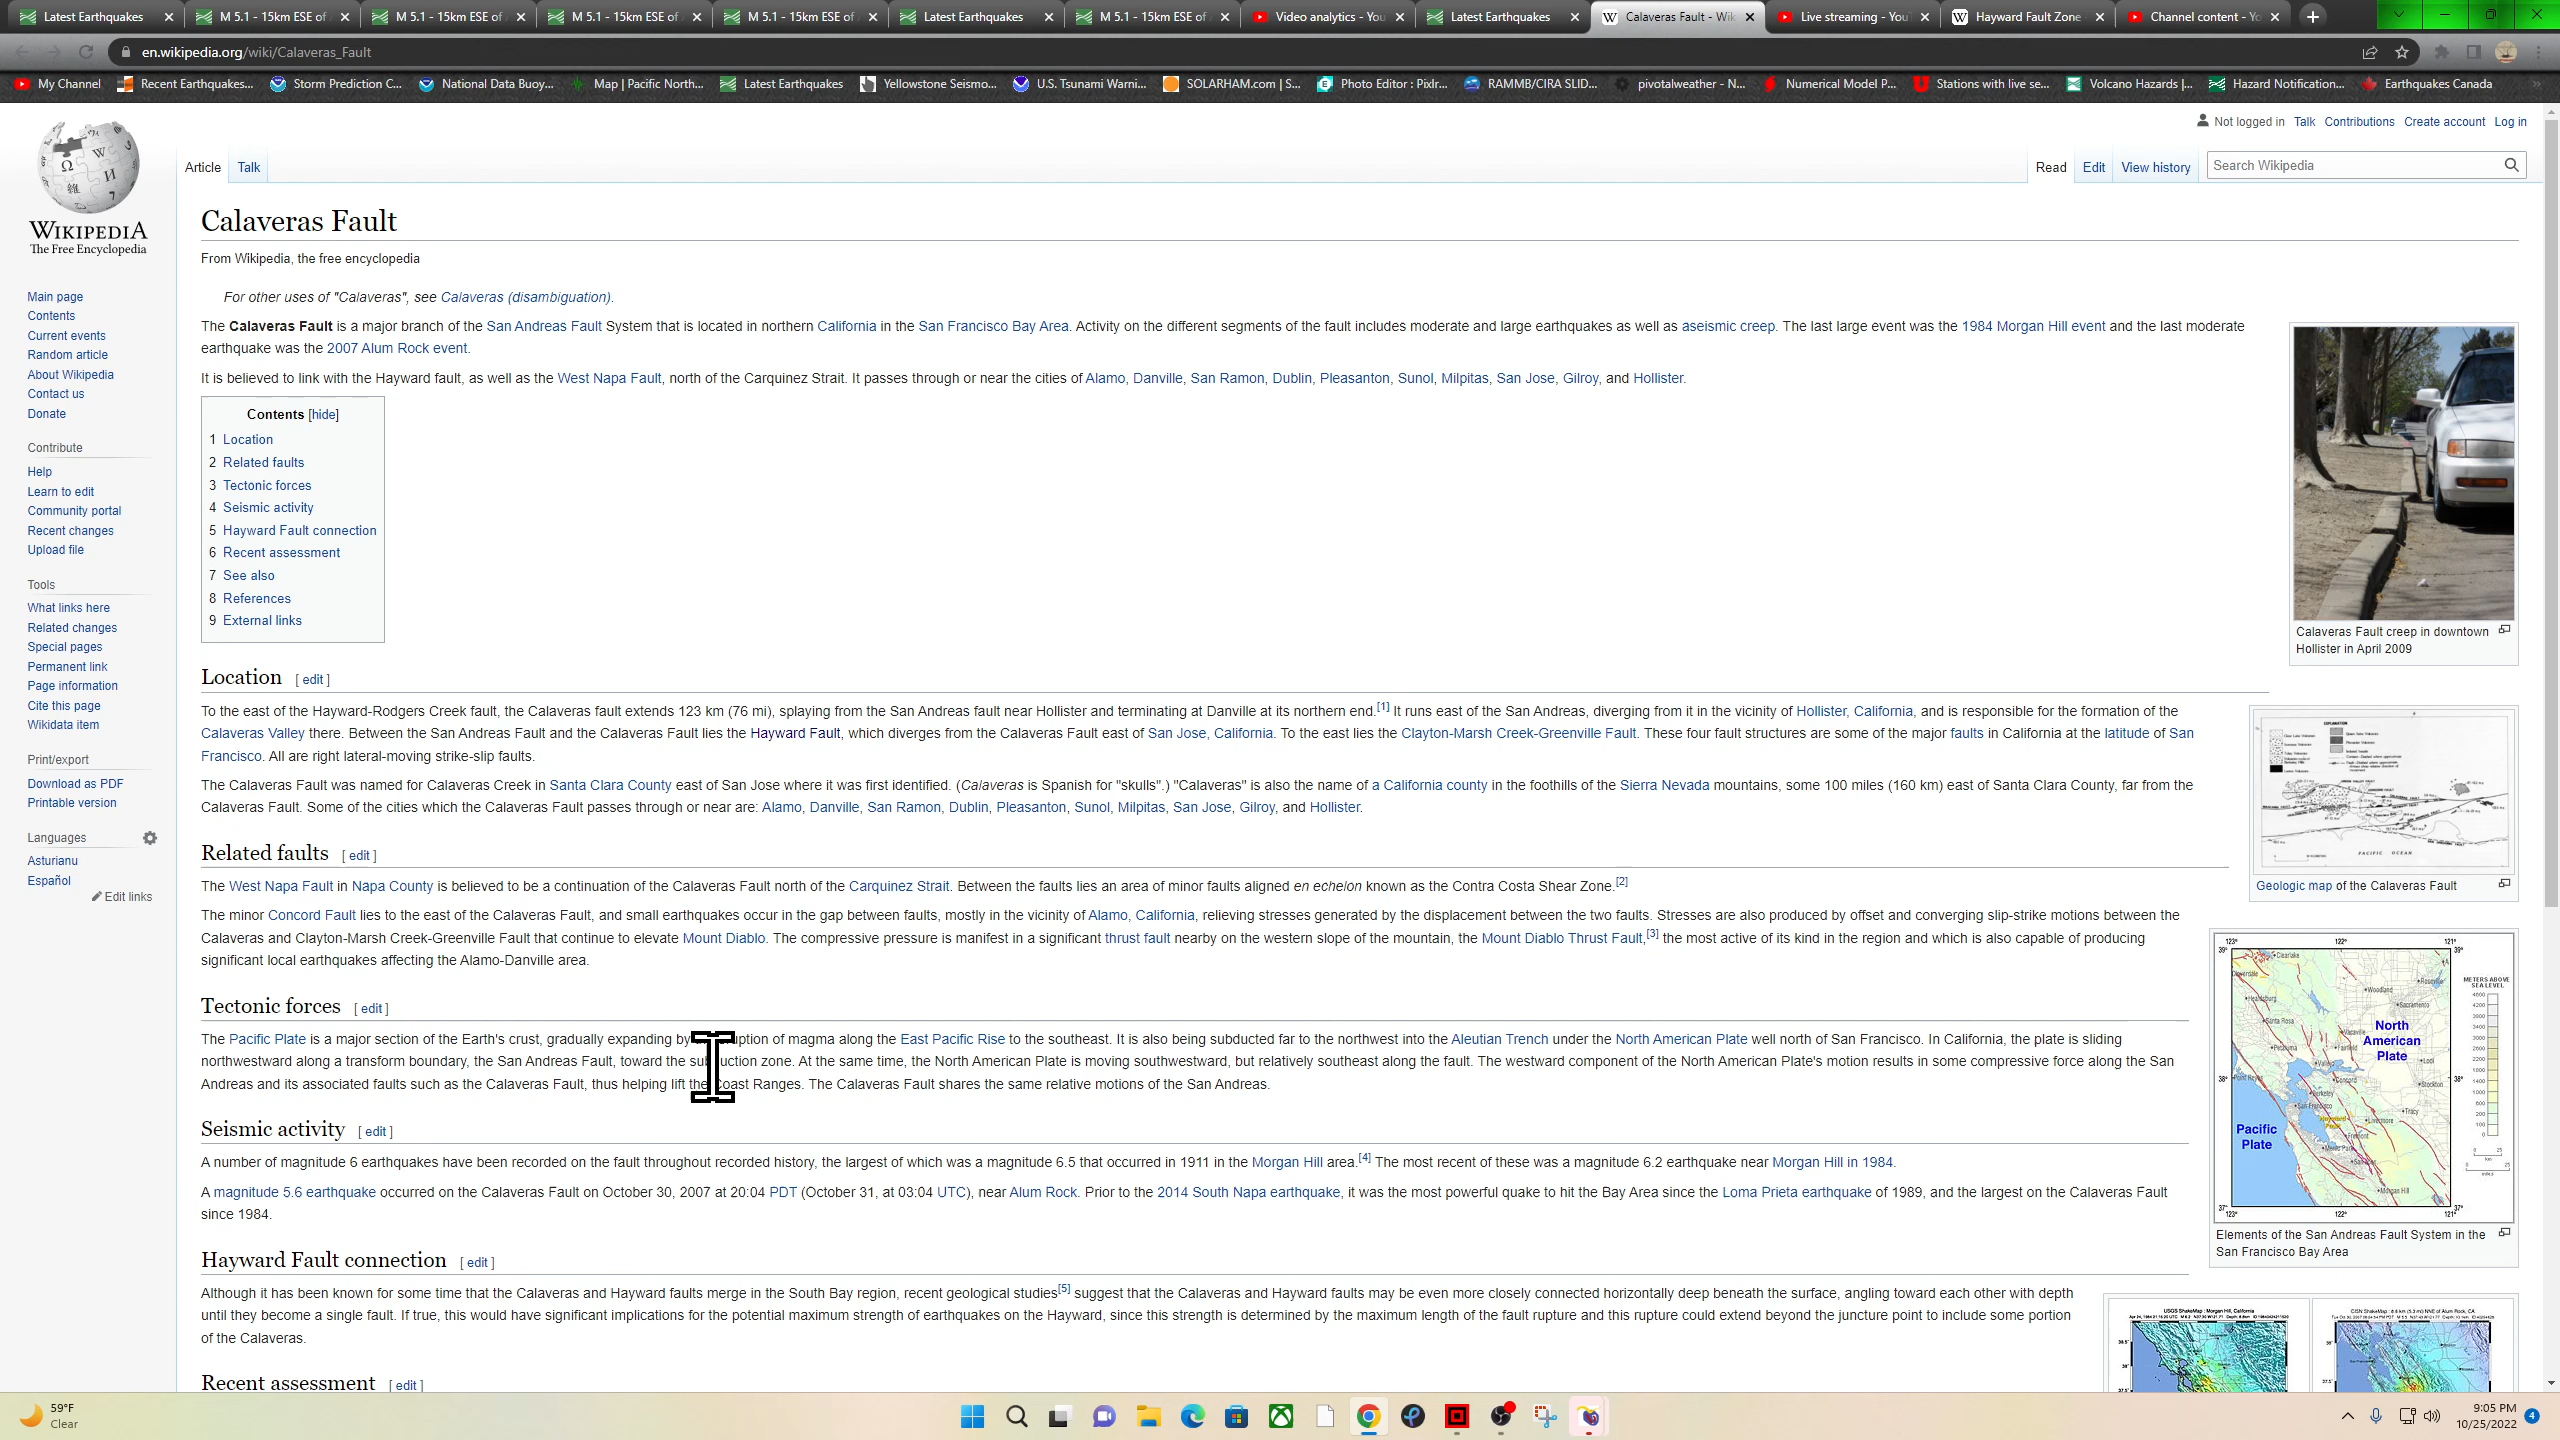 Latest Earthquakes
M 5.1 - 15km ESE of
M 5.1 - 15km ESE of
M 5.1 - 15km ESE of
M 5.1 - 15km ESE of
Latest Earthquakes
M 5.1 - 15km ESE of
Video analytics - You
Latest Earthquakes
Calaveras Fault - Wik
Live streaming - You
Hayward Fault Zone
Channel content - Yo
en.wikipedia.org/wiki/Calaveras_Fault
My Channel
Recent Earthquakes...
Storm Prediction C...
National Data Buoy...
Map | Pacific North...
Latest Earthquakes
Yellowstone Seismo...
U.S. Tsunami Warni...
SOLARHAM.com | S...
Photo Editor : Pixlr...
RAMMB/CIRA SLID...
pivotalweather - N...
Numerical Model P...
Stations with live se...
Volcano Hazards |...
Hazard Notification...
Earthquakes Canada
Not logged in Talk Contributions Create account Log in
Article Talk
Read Edit View history
Search Wikipedia
WIKIPEDIA
The Free Encyclopedia
Main page
Contents
Current events
Random article
About Wikipedia
Contact us
Donate
Contribute
Help
Learn to edit
Community portal
Recent changes
Upload file
Tools
What links here
Related changes
Special pages
Permanent link
Page information
Cite this page
Wikidata item
Print/export
Download as PDF
Printable version
Languages
Asturianu
Español
Edit links
Calaveras Fault
From Wikipedia, the free encyclopedia
For other uses of "Calaveras", see Calaveras (disambiguation).
The Calaveras Fault is a major branch of the San Andreas Fault System that is located in northern California in the San Francisco Bay Area. Activity on the different segments of the fault includes moderate and large earthquakes as well as aseismic creep. The last large event was the 1984 Morgan Hill event and the last moderate
earthquake was the 2007 Alum Rock event.
It is believed to link with the Hayward fault, as well as the West Napa Fault, north of the Carquinez Strait. It passes through or near the cities of Alamo, Danville, San Ramon, Dublin, Pleasanton, Sunol, Milpitas, San Jose, Gilroy, and Hollister.
Contents [hide]
1 Location
2 Related faults
3 Tectonic forces
4 Seismic activity
5 Hayward Fault connection
6 Recent assessment
7 See also
8 References
9 External links
Calaveras Fault creep in downtown
Hollister in April 2009
Location [ edit ]
To the east of the Hayward-Rodgers Creek fault, the Calaveras fault extends 123 km (76 mi), splaying from the San Andreas fault near Hollister and terminating at Danville at its northern end.[1] It runs east of the San Andreas, diverging from it in the vicinity of Hollister, California, and is responsible for the formation of the
Calaveras Valley there. Between the San Andreas Fault and the Calaveras Fault lies the Hayward Fault, which diverges from the Calaveras Fault east of San Jose, California. To the east lies the Clayton-Marsh Creek-Greenville Fault. These four fault structures are some of the major faults in California at the latitude of San
Francisco. All are right lateral-moving strike-slip faults.
The Calaveras Fault was named for Calaveras Creek in Santa Clara County east of San Jose where it was first identified. (Calaveras is Spanish for "skulls".) "Calaveras" is also the name of a California county in the foothills of the Sierra Nevada mountains, some 100 miles (160 km) east of Santa Clara County, far from the
Calaveras Fault. Some of the cities which the Calaveras Fault passes through or near are: Alamo, Danville, San Ramon, Dublin, Pleasanton, Sunol, Milpitas, San Jose, Gilroy, and Hollister.
PACIFIC OCEAN
Geologic map of the Calaveras Fault
Related faults [ edit ]
The West Napa Fault in Napa County is believed to be a continuation of the Calaveras Fault north of the Carquinez Strait. Between the faults lies an area of minor faults aligned en echelon known as the Contra Costa Shear Zone.[2]
The minor Concord Fault lies to the east of the Calaveras Fault, and small earthquakes occur in the gap between faults, mostly in the vicinity of Alamo, California, relieving stresses generated by the displacement between the two faults. Stresses are also produced by offset and converging slip-strike motions between the
Calaveras and Clayton-Marsh Creek-Greenville Fault that continue to elevate Mount Diablo. The compressive pressure is manifest in a significant thrust fault nearby on the western slope of the mountain, the Mount Diablo Thrust Fault,[3] the most active of its kind in the region and which is also capable of producing
significant local earthquakes affecting the Alamo-Danville area.
Tectonic forces [ edit ]
The Pacific Plate is a major section of the Earth's crust, gradually expanding by ption of magma along the East Pacific Rise to the southeast. It is also being subducted far to the northwest into the Aleutian Trench under the North American Plate well north of San Francisco. In California, the plate is sliding
northwestward along a transform boundary, the San Andreas Fault, toward the subduction zone. At the same time, the North American Plate is moving southwestward, but relatively southeast along the fault. The westward component of the North American Plate's motion results in some compressive force along the San
Andreas and its associated faults such as the Calaveras Fault, thus helping lift the Coast Ranges. The Calaveras Fault shares the same relative motions of the San Andreas.
North
American
Plate
Pacific
Plate
METERS ABOVE
SEA LEVEL
Elements of the San Andreas Fault System in the
San Francisco Bay Area
Seismic activity [ edit ]
A number of magnitude 6 earthquakes have been recorded on the fault throughout recorded history, the largest of which was a magnitude 6.5 that occurred in 1911 in the Morgan Hill area.[4] The most recent of these was a magnitude 6.2 earthquake near Morgan Hill in 1984.
A magnitude 5.6 earthquake occurred on the Calaveras Fault on October 30, 2007 at 20:04 PDT (October 31, at 03:04 UTC), near Alum Rock. Prior to the 2014 South Napa earthquake, it was the most powerful quake to hit the Bay Area since the Loma Prieta earthquake of 1989, and the largest on the Calaveras Fault
since 1984.
Hayward Fault connection [ edit ]
Although it has been known for some time that the Calaveras and Hayward faults merge in the South Bay region, recent geological studies[5] suggest that the Calaveras and Hayward faults may be even more closely connected horizontally deep beneath the surface, angling toward each other with depth
until they become a single fault. If true, this would have significant implications for the potential maximum strength of earthquakes on the Hayward, since this strength is determined by the maximum length of the fault rupture and this rupture could extend beyond the juncture point to include some portion
of the Calaveras.
USGS ShakeMap : Morgan Hill, California
Recent assessment [ edit ]
59°F
Clear
9:05 PM
10/25/2022
4